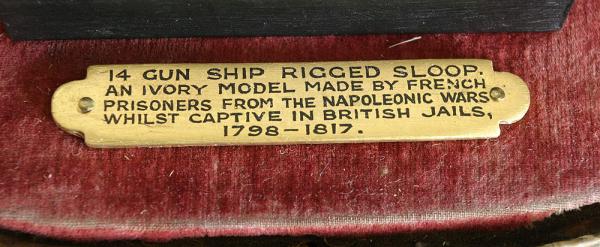 14 GUN SHIP RIGGED SLOOP.
AN IVORY MODEL MADE BY FRENCH
PRISONERS FROM THE NAPOLEONIC WARS
WHILST CAPTIVE IN BRITISH JAILS,
1798-1817.